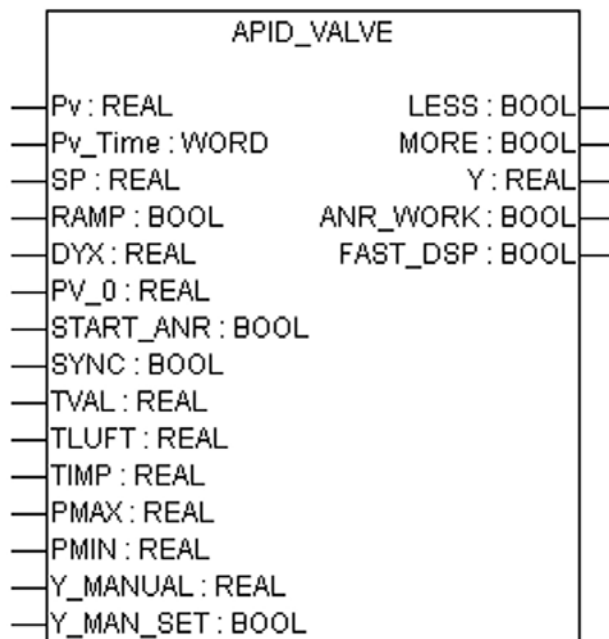 APID_VALVE
Pv : REAL LESS : BOOL
Pv_Time : WORD MORE : BOOL
SP : REAL Y : REAL
RAMP : BOOL ANR_WORK : BOOL
DYX : REAL FAST_DSP : BOOL
PV_0 : REAL
START_ANR : BOOL
SYNC : BOOL
TVAL : REAL
TLUFT : REAL
TIMP : REAL
PMAX : REAL
PMIN : REAL
Y_MANUAL : REAL
Y_MAN_SET : BOOL